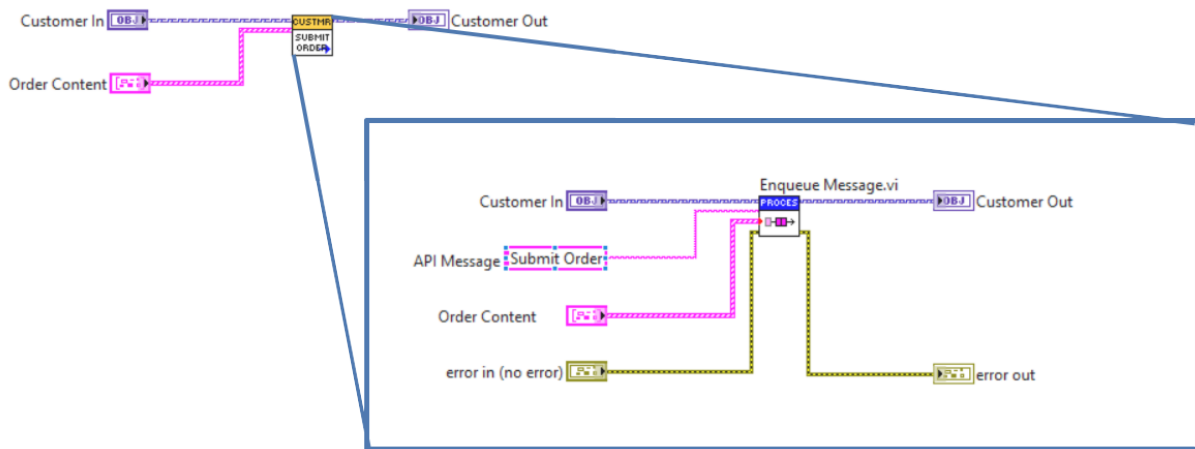 Customer In
OBJ
CUSTMR
SUBMIT
ORDER
OBJ
Customer Out
Order Content
Enqueue Message.vi
Customer In
OBJ
PROCES
OBJ
Customer Out
API Message
Submit Order
Order Content
error in (no error)
error out